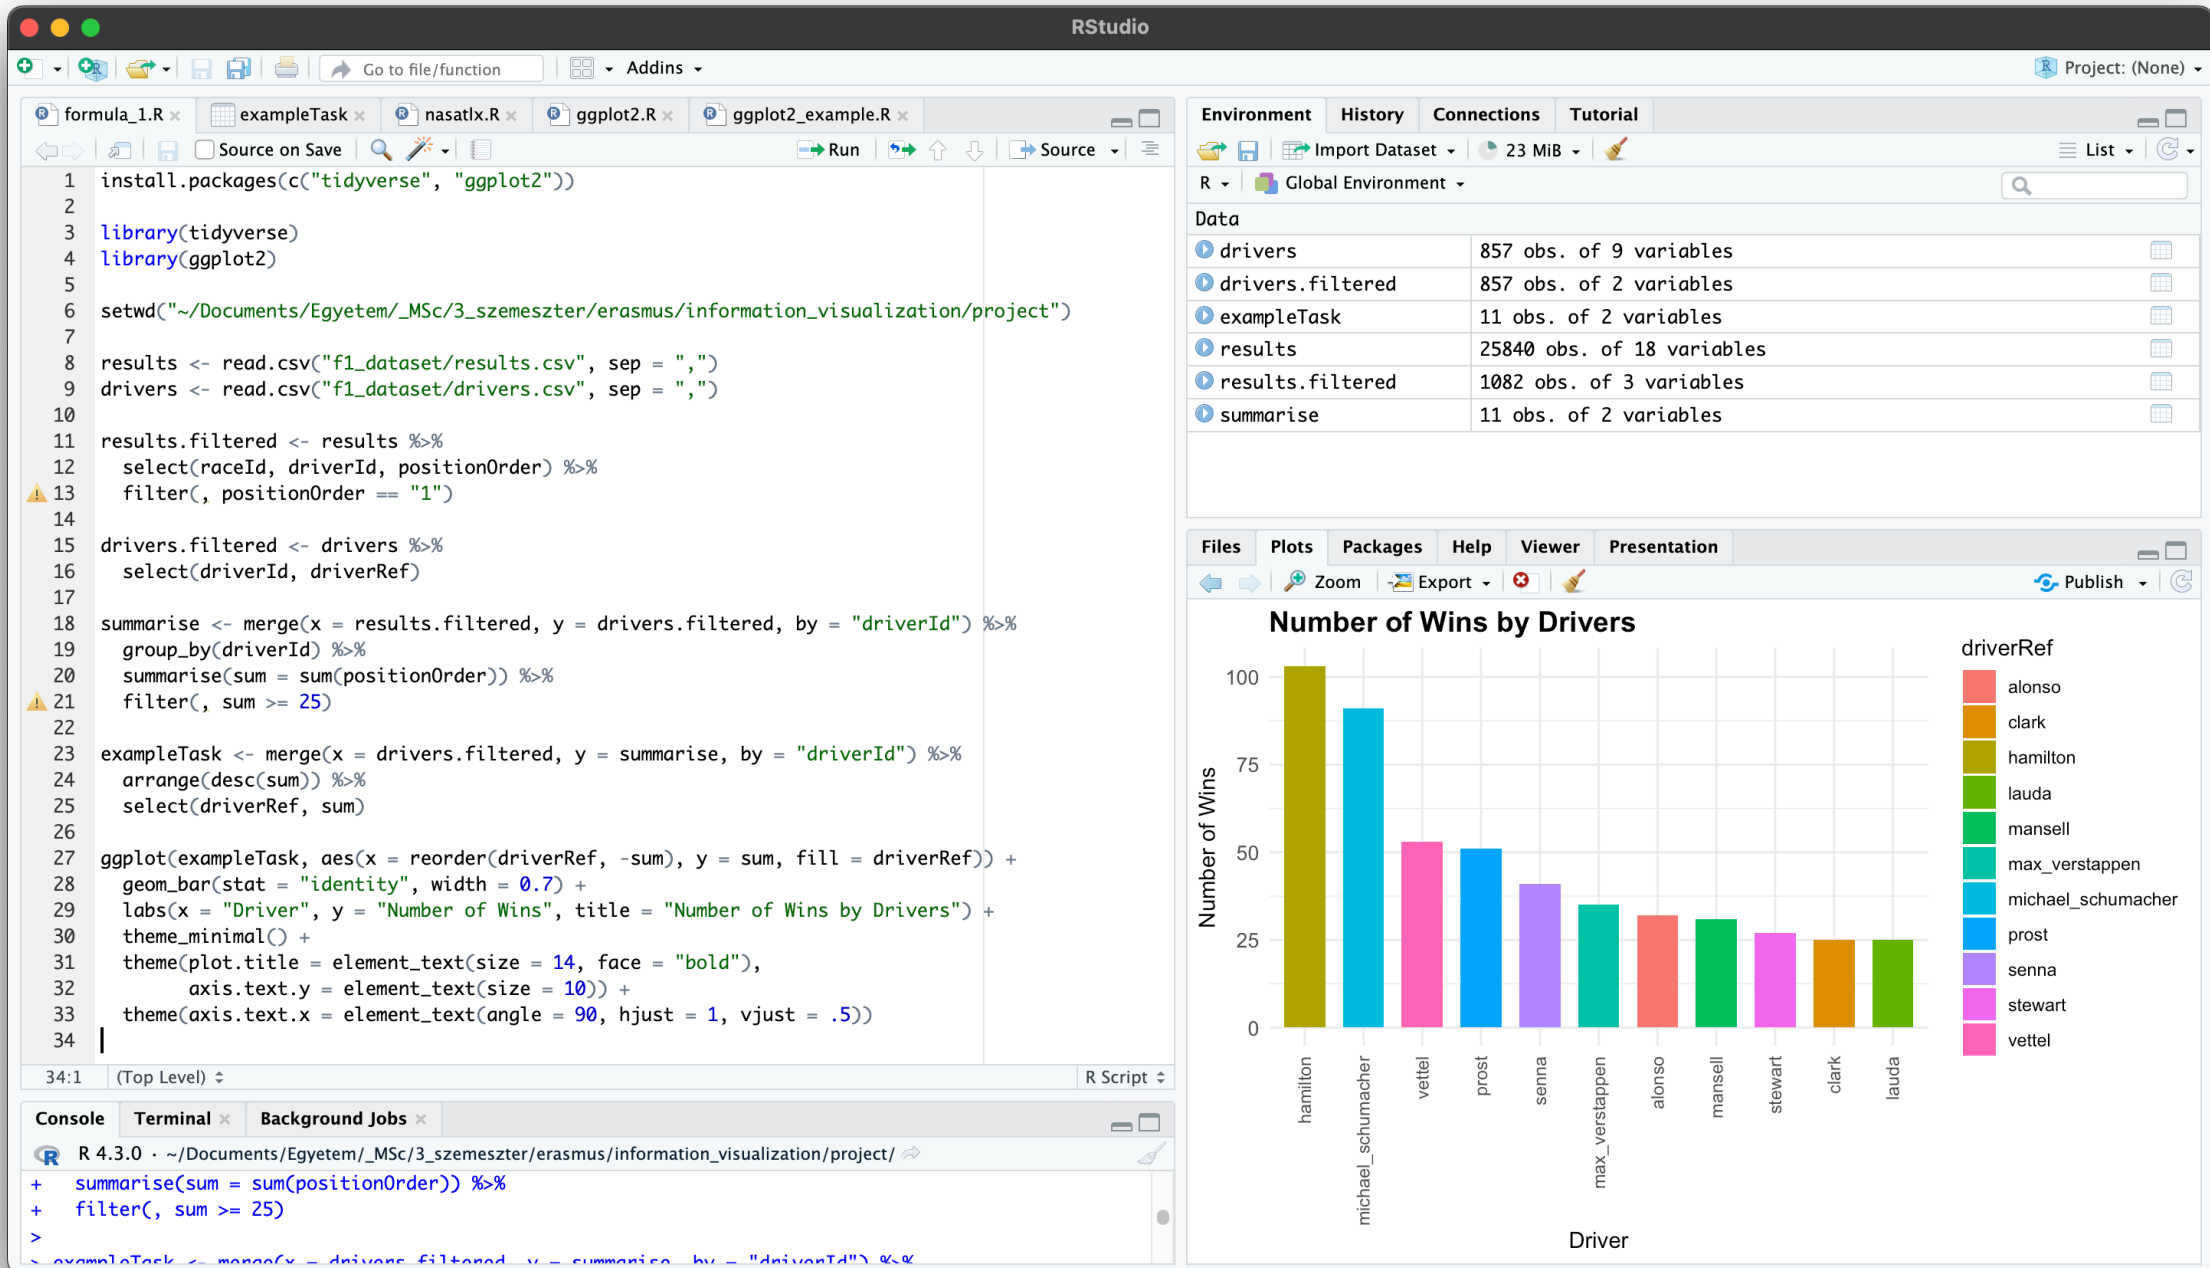 RStudio
Go to file/function
Addins
Project: (None)
formula_1.R
exampleTask
nasatlx.R
ggplot2.R
ggplot2_example.R
Source on Save
Run
Source
1 install.packages(c("tidyverse", "ggplot2"))
2
3 library(tidyverse)
4 library(ggplot2)
5
6 setwd("~/Documents/Egyetem/_MSc/3_szemeszter/erasmus/information_visualization/project")
7
8 results <- read.csv("f1_dataset/results.csv", sep = ",")
9 drivers <- read.csv("f1_dataset/drivers.csv", sep = ",")
10
11 results.filtered <- results %>%
12 select(raceId, driverId, positionOrder) %>%
13 filter(, positionOrder == "1")
14
15 drivers.filtered <- drivers %>%
16 select(driverId, driverRef)
17
18 summarise <- merge(x = results.filtered, y = drivers.filtered, by = "driverId") %>%
19 group_by(driverId) %>%
20 summarise(sum = sum(positionOrder)) %>%
21 filter(, sum >= 25)
22
23 exampleTask <- merge(x = drivers.filtered, y = summarise, by = "driverId") %>%
24 arrange(desc(sum)) %>%
25 select(driverRef, sum)
26
27 ggplot(exampleTask, aes(x = reorder(driverRef, -sum), y = sum, fill = driverRef)) +
28 geom_bar(stat = "identity", width = 0.7) +
29 labs(x = "Driver", y = "Number of Wins", title = "Number of Wins by Drivers") +
30 theme_minimal() +
31 theme(plot.title = element_text(size = 14, face = "bold"),
32 axis.text.y = element_text(size = 10)) +
33 theme(axis.text.x = element_text(angle = 90, hjust = 1, vjust = .5))
34
34:1
(Top Level)
R Script
Console
Terminal
Background Jobs
R 4.3.0 · ~/Documents/Egyetem/_MSc/3_szemeszter/erasmus/information_visualization/project/
+ summarise(sum = sum(positionOrder)) %>%
+ filter(, sum >= 25)
>
> exampleTask <- merge(x = drivers.filtered, y = summarise, by = "driverId") %>%
Environment
History
Connections
Tutorial
Import Dataset
23 MiB
List
R
Global Environment
Data
drivers 857 obs. of 9 variables
drivers.filtered 857 obs. of 2 variables
exampleTask 11 obs. of 2 variables
results 25840 obs. of 18 variables
results.filtered 1082 obs. of 3 variables
summarise 11 obs. of 2 variables
Files
Plots
Packages
Help
Viewer
Presentation
Zoom
Export
Publish
Number of Wins by Drivers
Number of Wins
100
75
50
25
0
hamilton
michael_schumacher
vettel
prost
senna
max_verstappen
alonso
mansell
stewart
clark
lauda
Driver
driverRef
alonso
clark
hamilton
lauda
mansell
max_verstappen
michael_schumacher
prost
senna
stewart
vettel